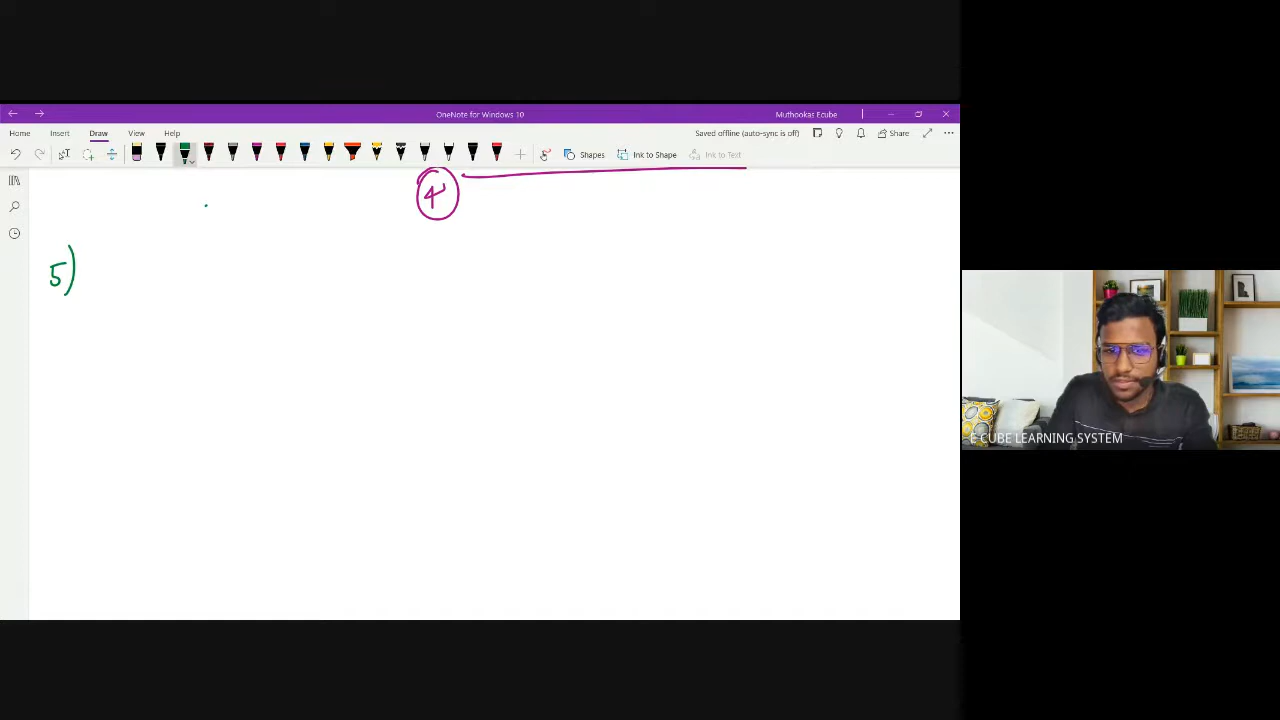 OneNote for Windows 10
Muthookas Ecube
Home Insert Draw View Help
Saved offline (auto-sync is off)
Share
Shapes
Ink to Shape
Ink to Text
4
5)
E CUBE LEARNING SYSTEM